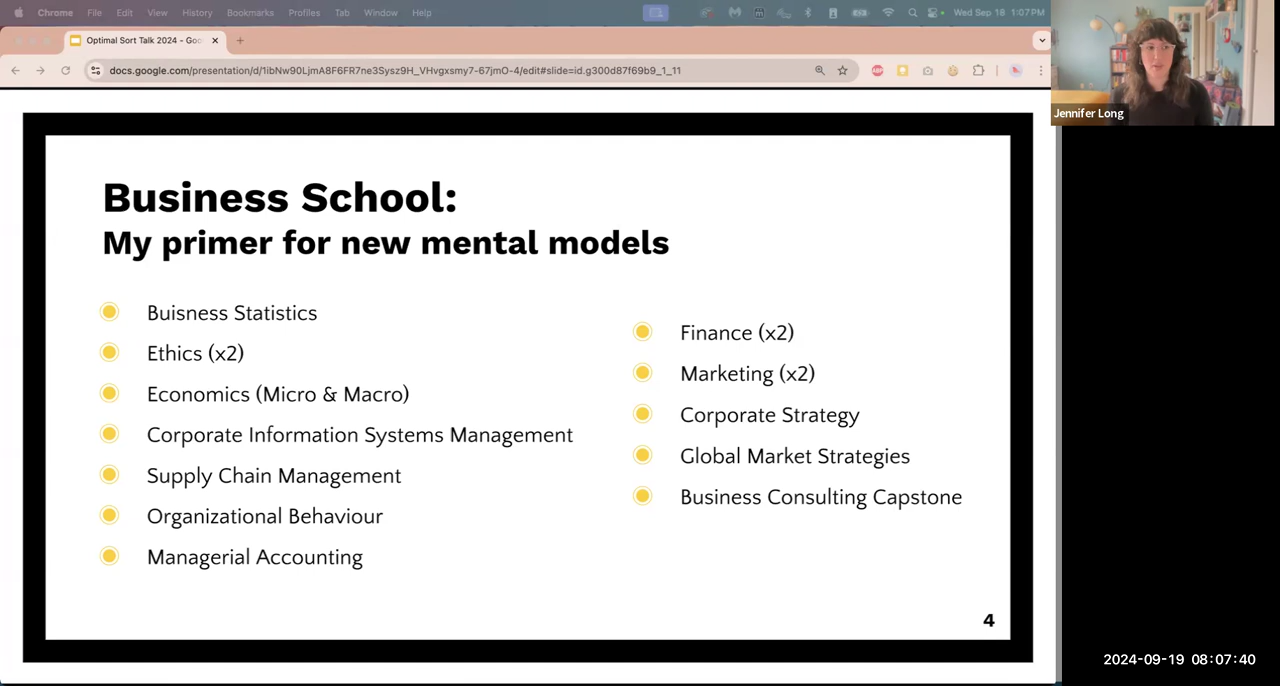 Chrome File Edit View History Bookmarks Profiles Tab Window Help Wed Sep 18 1:07PM
Optimal Sort Talk 2024 - Goo
docs.google.com/presentation/d/1ibNw90LjmA8F6FR7ne3Sysz9H_VHvgxsmy7-67jmO-4/edit#slide=id.g300d87f69b9_1_11
ABP
Jennifer Long
Business School:
My primer for new mental models
Buisness Statistics
Ethics (x2)
Economics (Micro & Macro)
Corporate Information Systems Management
Supply Chain Management
Organizational Behaviour
Managerial Accounting
Finance (x2)
Marketing (x2)
Corporate Strategy
Global Market Strategies
Business Consulting Capstone
4
2024-09-19 08:07:40